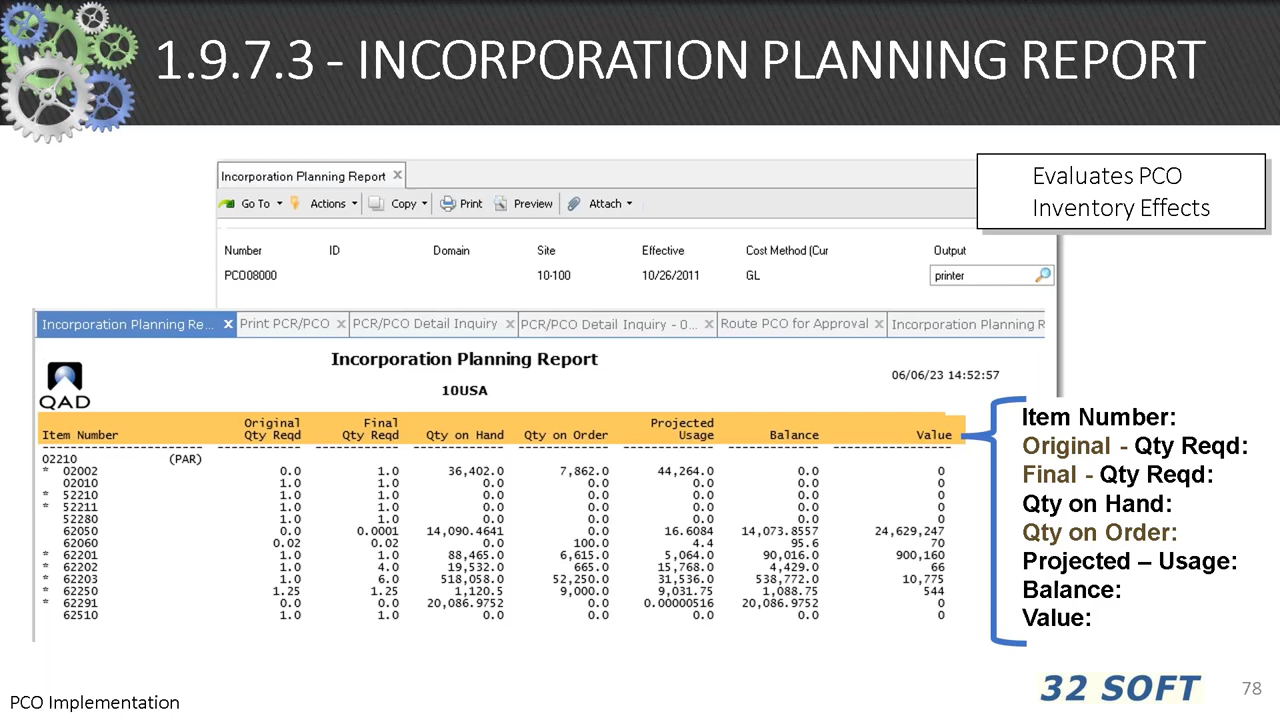 1.9.7.3 - INCORPORATION PLANNING REPORT
Evaluates PCO
Inventory Effects
Incorporation Planning Report
Go To Actions Copy Print Preview Attach
Number ID Domain Site Effective Cost Method (Cur Output
PCO08000 10-100 10/26/2011 GL printer
Incorporation Planning Re... Print PCR/PCO PCR/PCO Detail Inquiry PCR/PCO Detail Inquiry - 0... Route PCO for Approval Incorporation Planning R
Incorporation Planning Report
06/06/23 14:52:57
10USA
QAD
Original Final Projected
Item Number Qty Reqd Qty Reqd Qty on Hand Qty on Order Usage Balance Value
02210 (PAR)
* 02002 0.0 1.0 36,402.0 7,862.0 44,264.0 0.0 0
02010 1.0 1.0 0.0 0.0 0.0 0.0 0
* 52210 1.0 1.0 0.0 0.0 0.0 0.0 0
* 52211 1.0 1.0 0.0 0.0 0.0 0.0 0
52280 1.0 1.0 0.0 0.0 0.0 0.0 0
62050 0.0 0.0001 14,090.4641 0.0 16.6084 14,073.8557 24,629,247
62060 0.02 0.02 0.0 100.0 4.4 95.6 70
* 62201 1.0 1.0 88,465.0 6,615.0 5,064.0 90,016.0 900,160
* 62202 1.0 4.0 19,532.0 665.0 15,768.0 4,429.0 66
* 62203 1.0 6.0 518,058.0 52,250.0 31,536.0 538,772.0 10,775
* 62250 1.25 1.25 1,120.5 9,000.0 9,031.75 1,088.75 544
* 62291 0.0 0.0 20,086.9752 0.0 0.00000516 20,086.9752 0
62510 1.0 1.0 0.0 0.0 0.0 0.0 0
Item Number:
Original - Qty Reqd:
Final - Qty Reqd:
Qty on Hand:
Qty on Order:
Projected – Usage:
Balance:
Value:
PCO Implementation
32 SOFT
78